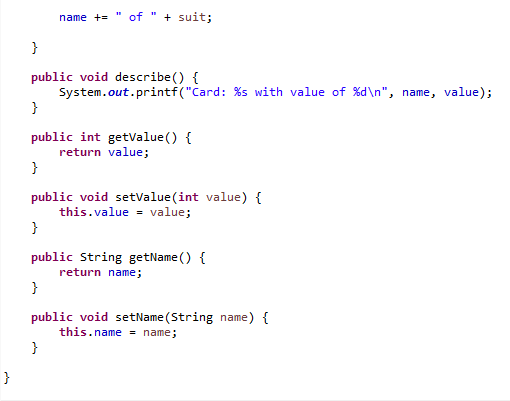 name += " of " + suit;
}
public void describe() {
System.out.printf("Card: %s with value of %d\n", name, value);
}
public int getValue() {
return value;
}
public void setValue(int value) {
this.value = value;
}
public String getName() {
return name;
}
public void setName(String name) {
this.name = name;
}
}